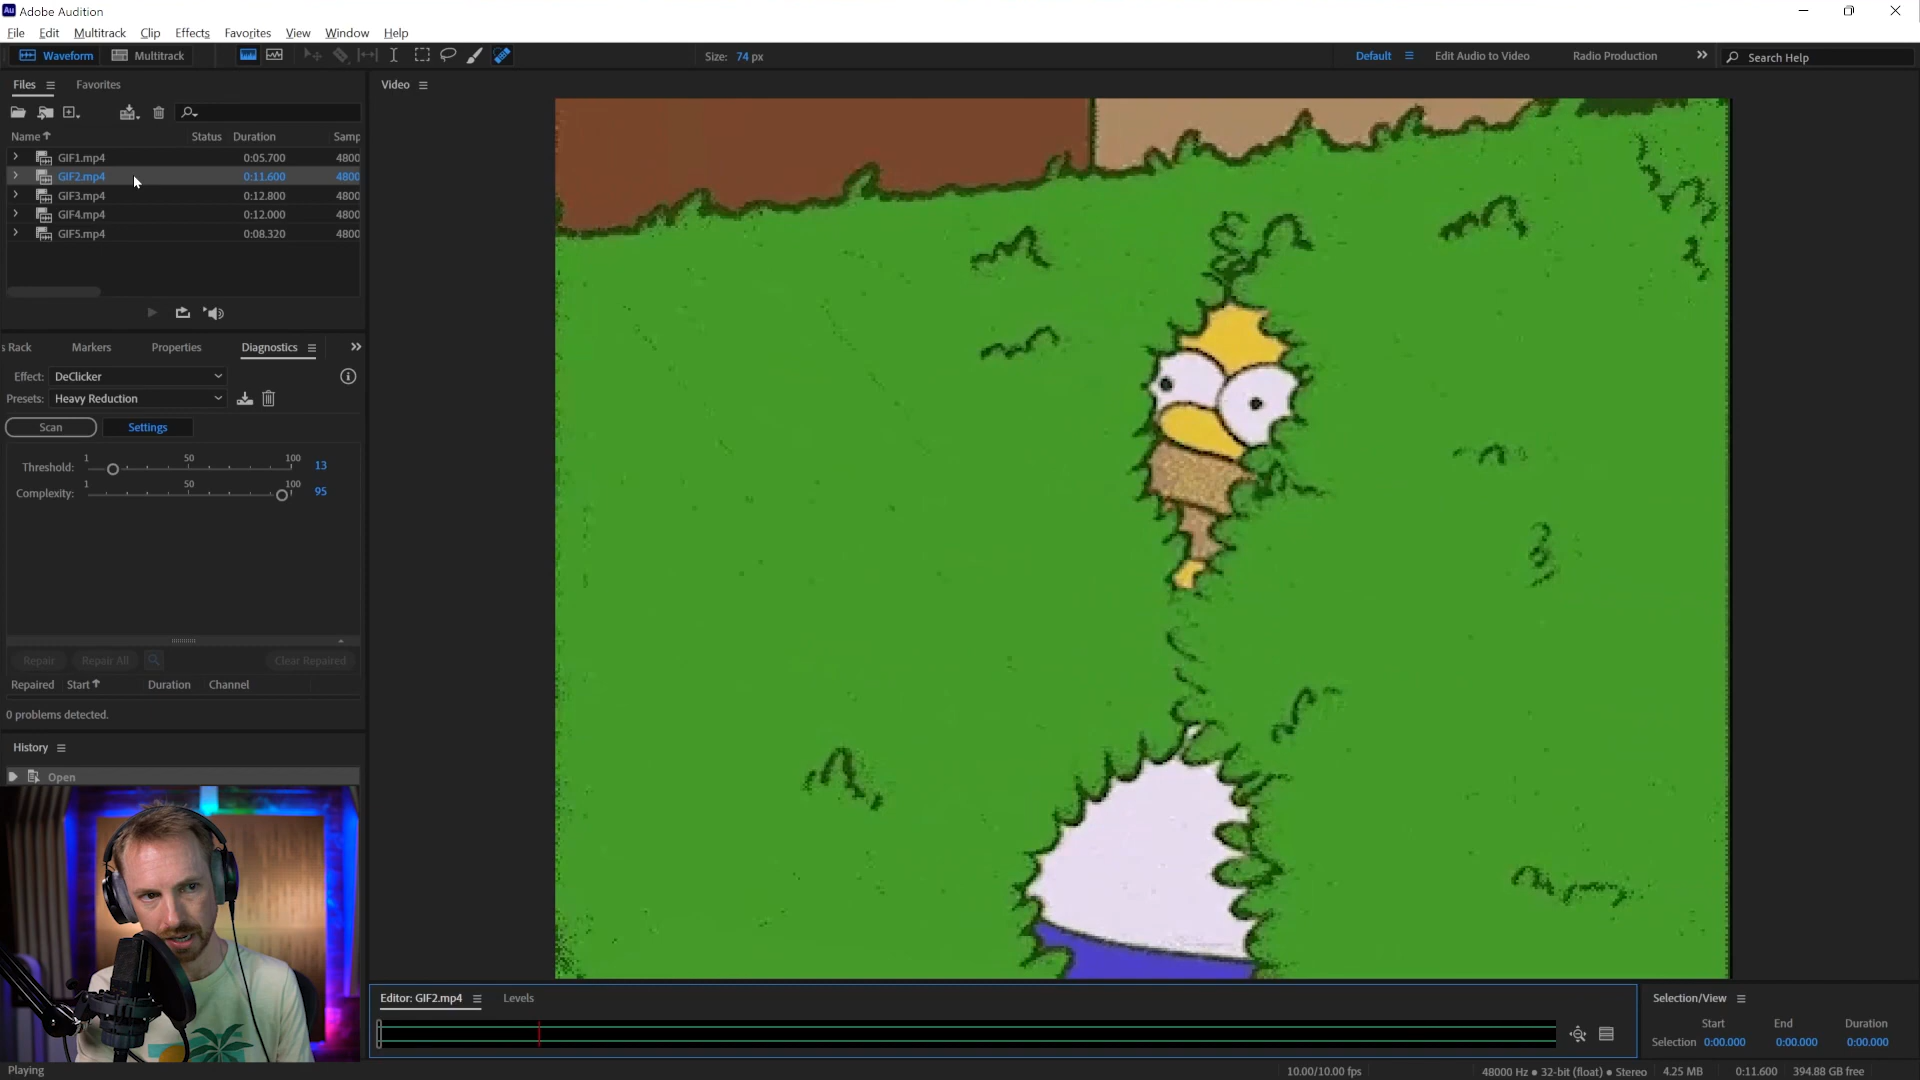 Au Adobe Audition
File Edit Multitrack Clip Effects Favorites View Window Help
Waveform Multitrack Size: 74 px Default Edit Audio to Video Radio Production Search Help
Files Favorites Video
Name Status Duration Samp
GIF1.mp4 0:05.700 4800
GIF2.mp4 0:11.600 4800
GIF3.mp4 0:12.800 4800
GIF4.mp4 0:12.000 4800
GIF5.mp4 0:08.320 4800
s Rack Markers Properties Diagnostics
Effect: DeClicker
Presets: Heavy Reduction
Scan Settings
1 50 100
Threshold: 13
1 50 100
Complexity: 95
Repair Repair All Clear Repaired
Repaired Start Duration Channel
0 problems detected.
History
Open
Editor: GIF2.mp4 Levels Selection/View
Start End Duration
Selection 0:00.000 0:00.000 0:00.000
Playing 10.00/10.00 fps 48000 Hz • 32-bit (float) • Stereo 4.25 MB 0:11.600 394.88 GB free